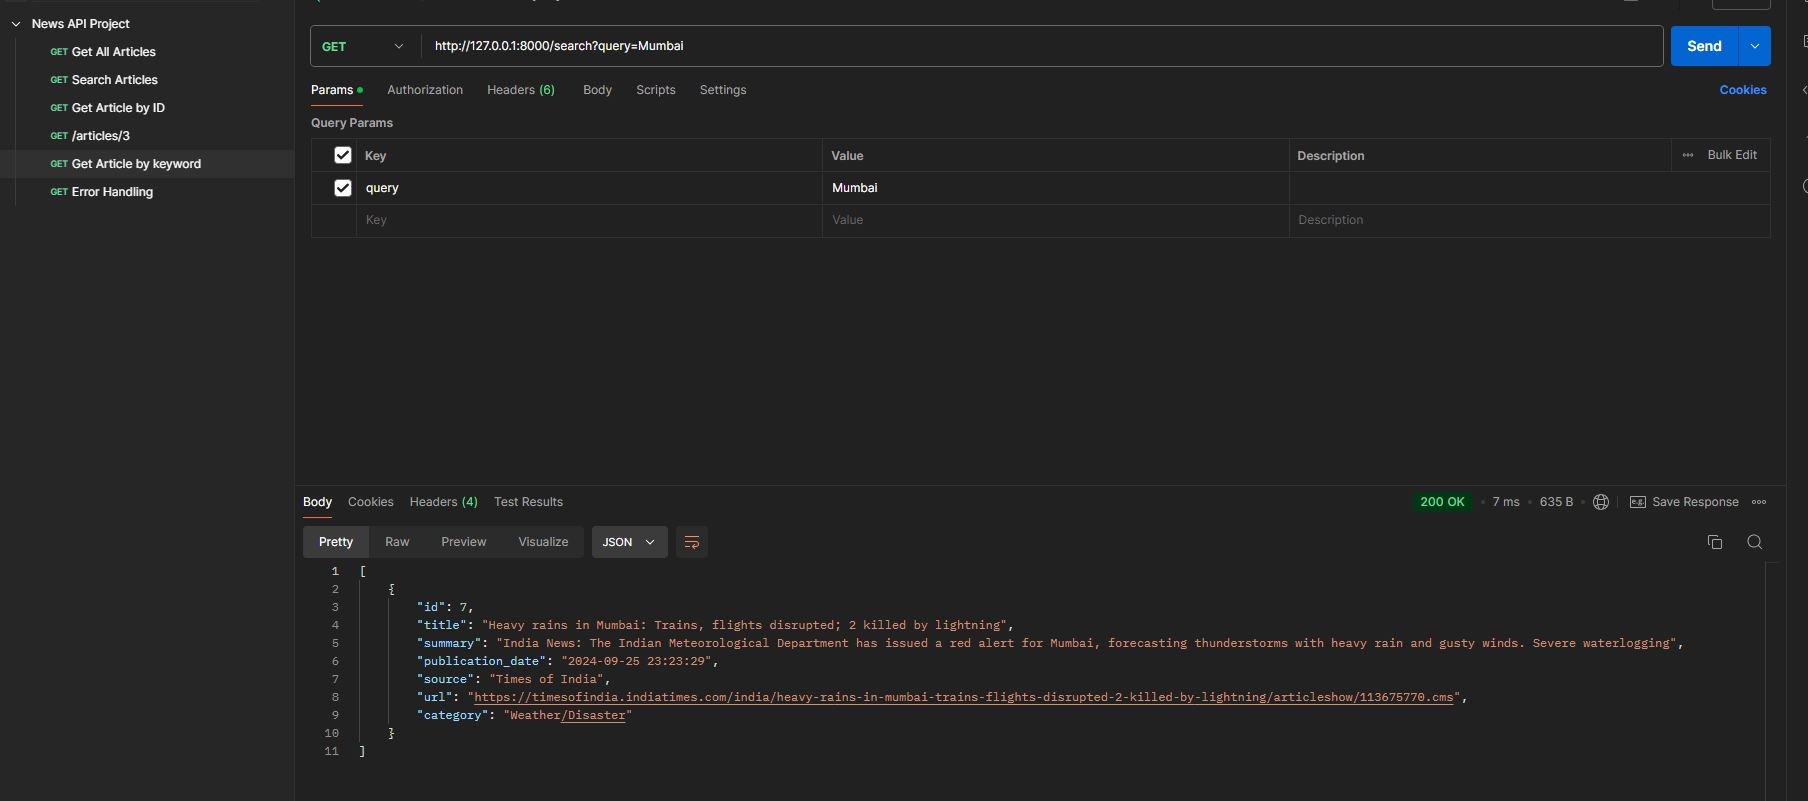 News API Project
GET Get All Articles
GET Search Articles
GET Get Article by ID
GET /articles/3
GET Get Article by keyword
GET Error Handling
GET http://127.0.0.1:8000/search?query=Mumbai Send
Params Authorization Headers (6) Body Scripts Settings Cookies
Query Params
Key Value Description Bulk Edit
query Mumbai
Key Value Description
Body Cookies Headers (4) Test Results 200 OK 7 ms 635 B e.g. Save Response
Pretty Raw Preview Visualize JSON
1 [
2 {
3 "id": 7,
4 "title": "Heavy rains in Mumbai: Trains, flights disrupted; 2 killed by lightning",
5 "summary": "India News: The Indian Meteorological Department has issued a red alert for Mumbai, forecasting thunderstorms with heavy rain and gusty winds. Severe waterlogging",
6 "publication_date": "2024-09-25 23:23:29",
7 "source": "Times of India",
8 "url": "https://timesofindia.indiatimes.com/india/heavy-rains-in-mumbai-trains-flights-disrupted-2-killed-by-lightning/articleshow/113675770.cms",
9 "category": "Weather/Disaster"
10 }
11 ]